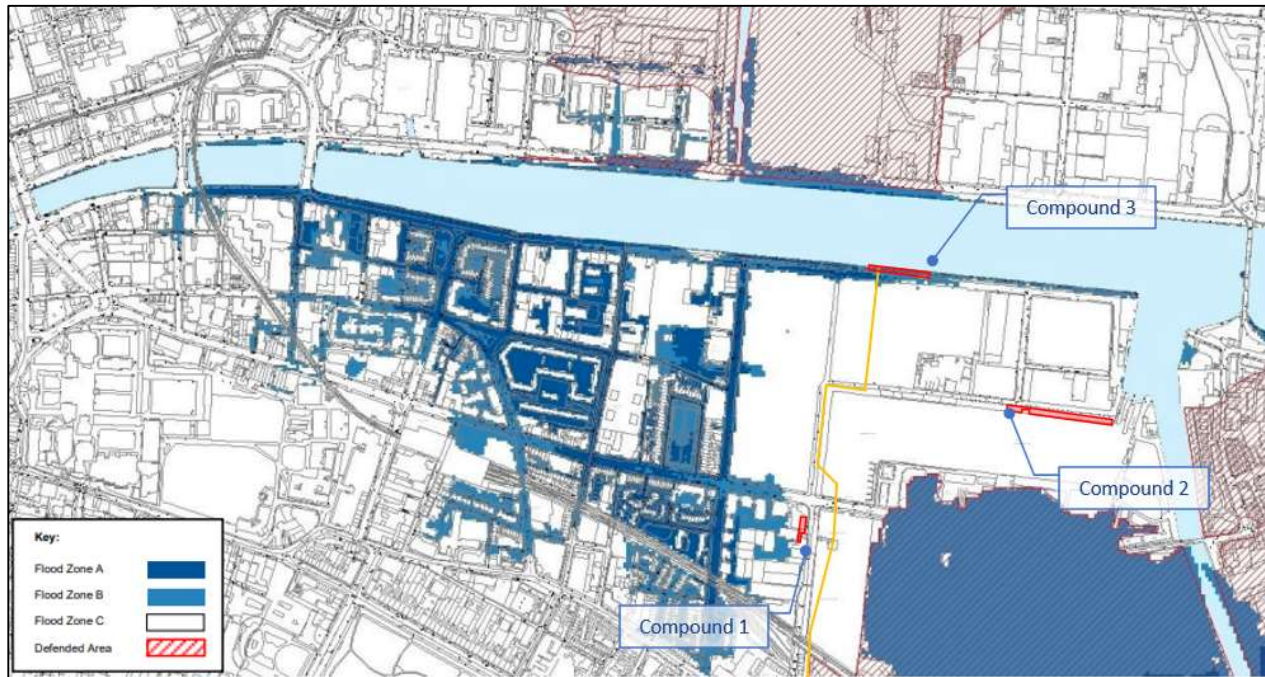 Compound 3
Compound 2
Compound 1
Key:
Flood Zone A
Flood Zone B
Flood Zone C
Defended Area